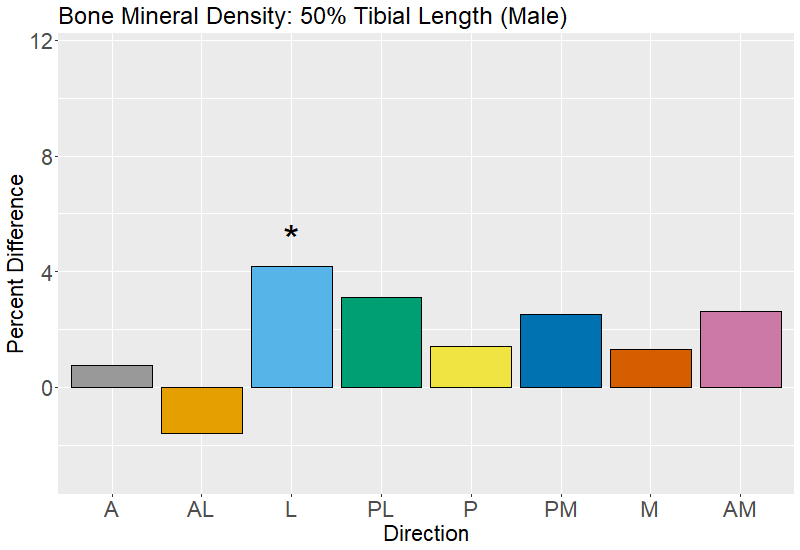 Bone Mineral Density: 50% Tibial Length (Male)
12
8
4
0
Percent Difference
*
A AL L PL P PM M AM
Direction